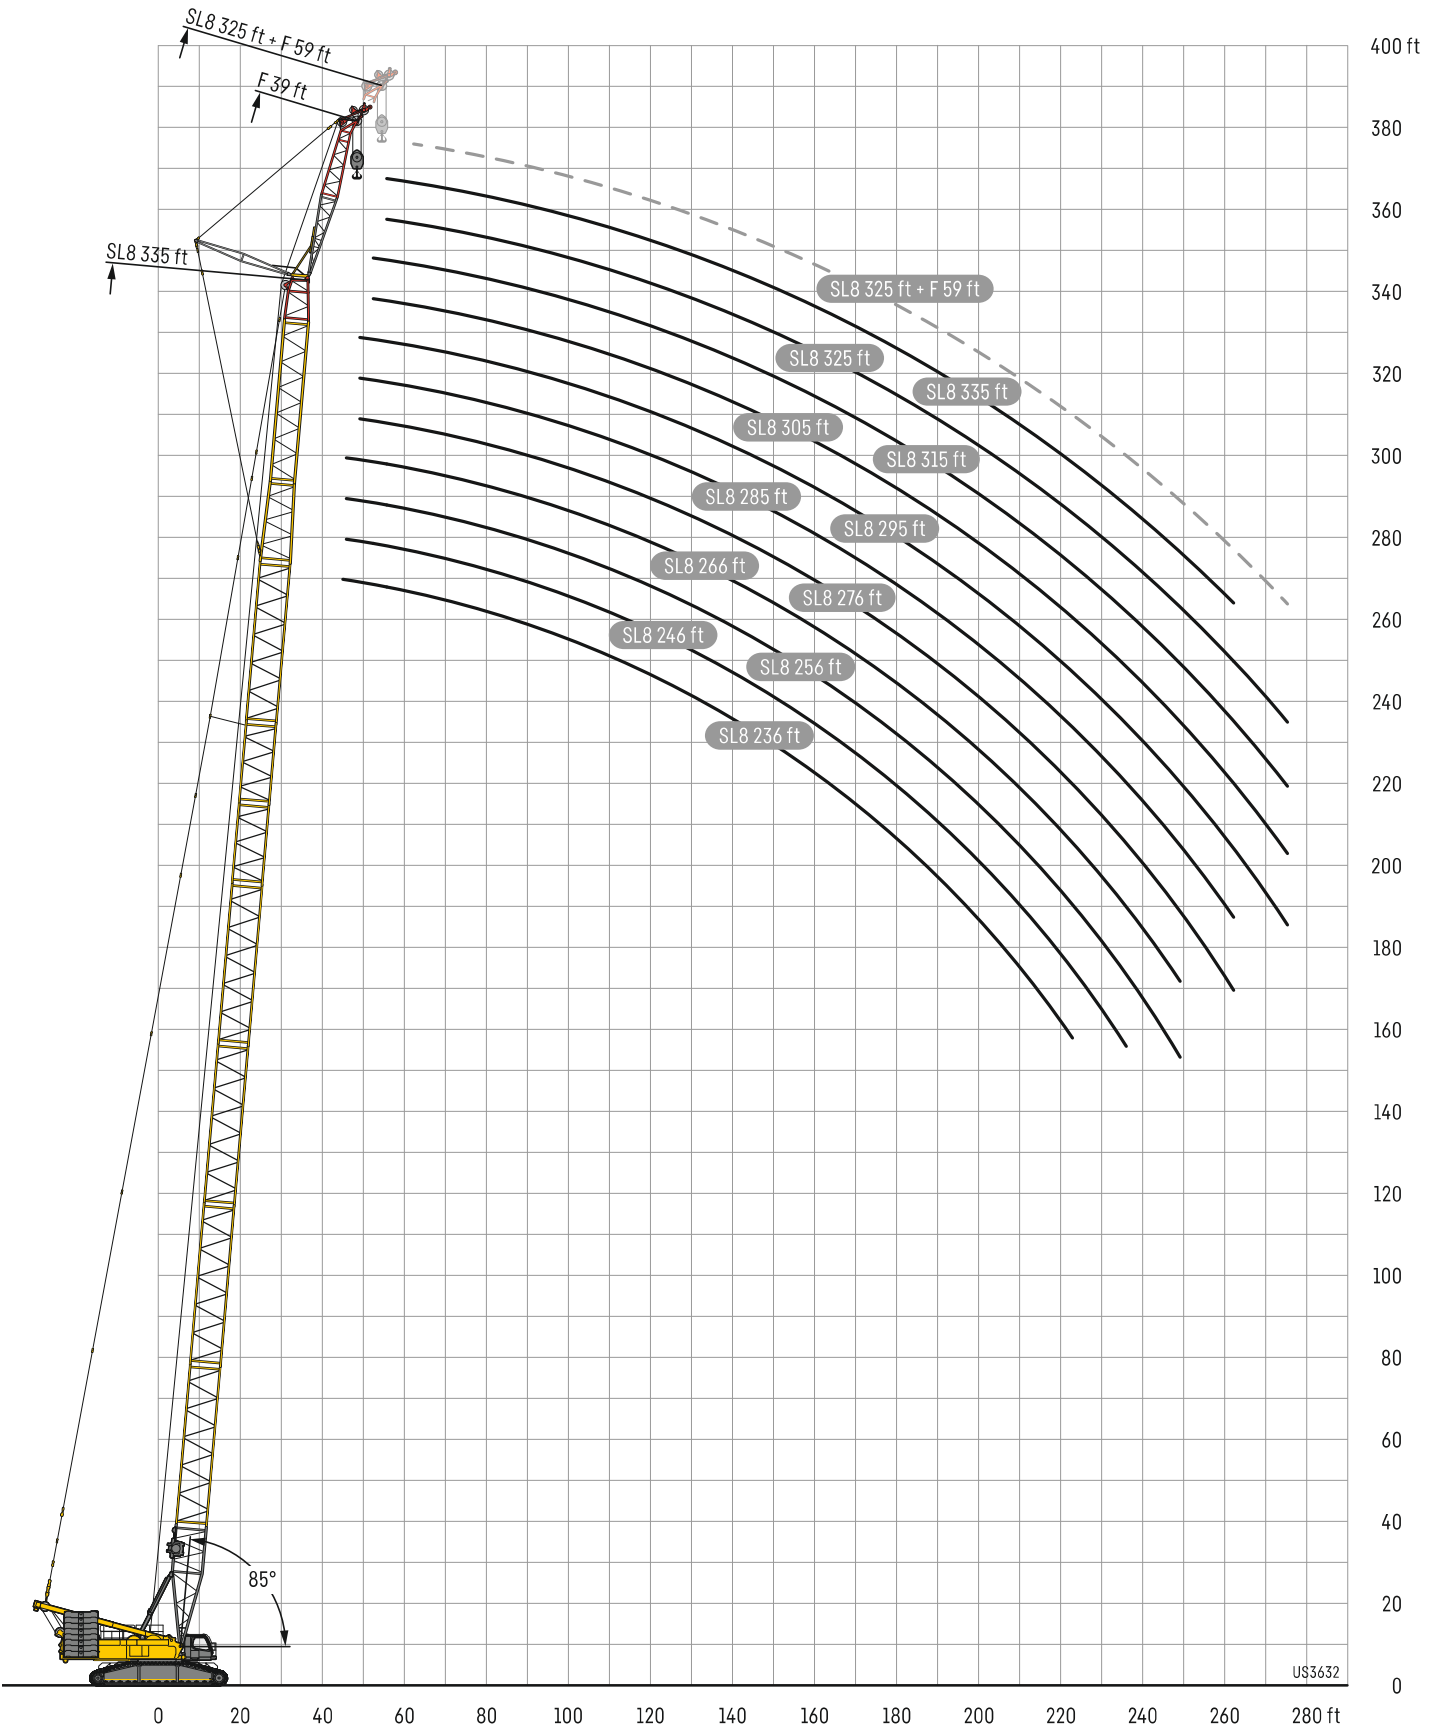 SL8 325 ft + F 59 ft
400 ft
F 39 ft
380
360
SL8 335 ft
SL8 325 ft + F 59 ft
340
SL8 325 ft
320
SL8 335 ft
SL8 305 ft
300
SL8 315 ft
SL8 285 ft
SL8 295 ft
280
SL8 266 ft
SL8 276 ft
260
SL8 246 ft
SL8 256 ft
240
SL8 236 ft
220
200
180
160
140
120
100
80
60
40
85°
20
US3632
0
0 20 40 60 80 100 120 140 160 180 200 220 240 260 280 ft